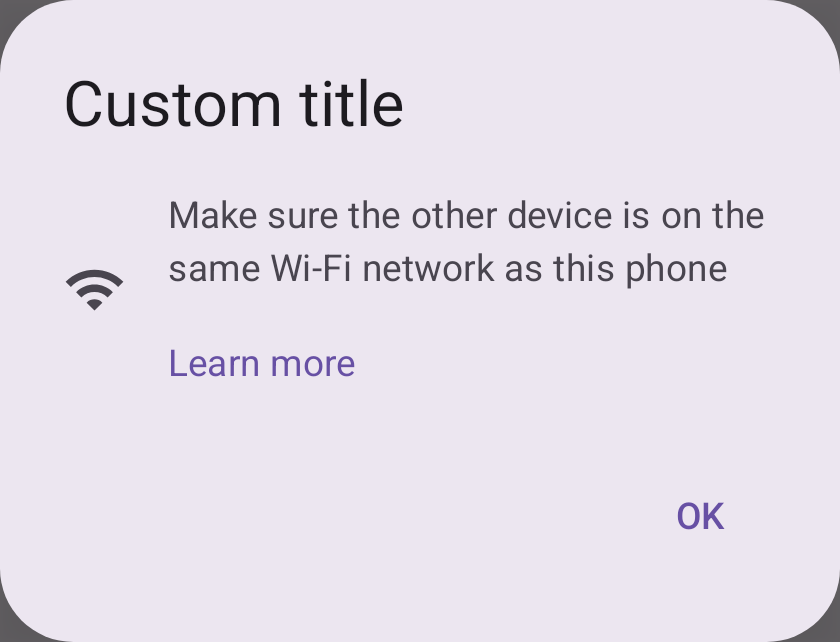 Custom title
Make sure the other device is on the
same Wi-Fi network as this phone
Learn more
OK